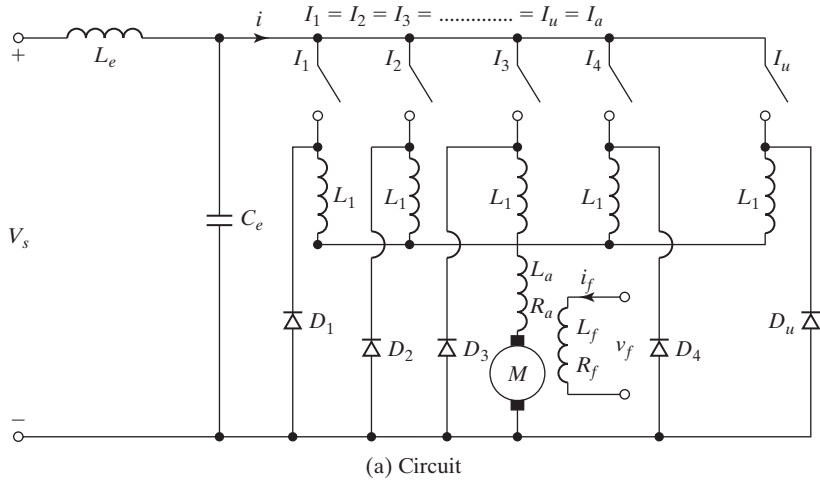 i I₁ = I₂ = I₃ = .............. = Iᵤ = Iₐ
+ Lₑ I₁ I₂ I₃ I₄ Iᵤ
L₁ L₁ L₁ L₁ L₁
Vₛ Cₑ
Lₐ i_f
Rₐ L_f
D₁ D₂ D₃ M R_f v_f D₄ Dᵤ
−
(a) Circuit